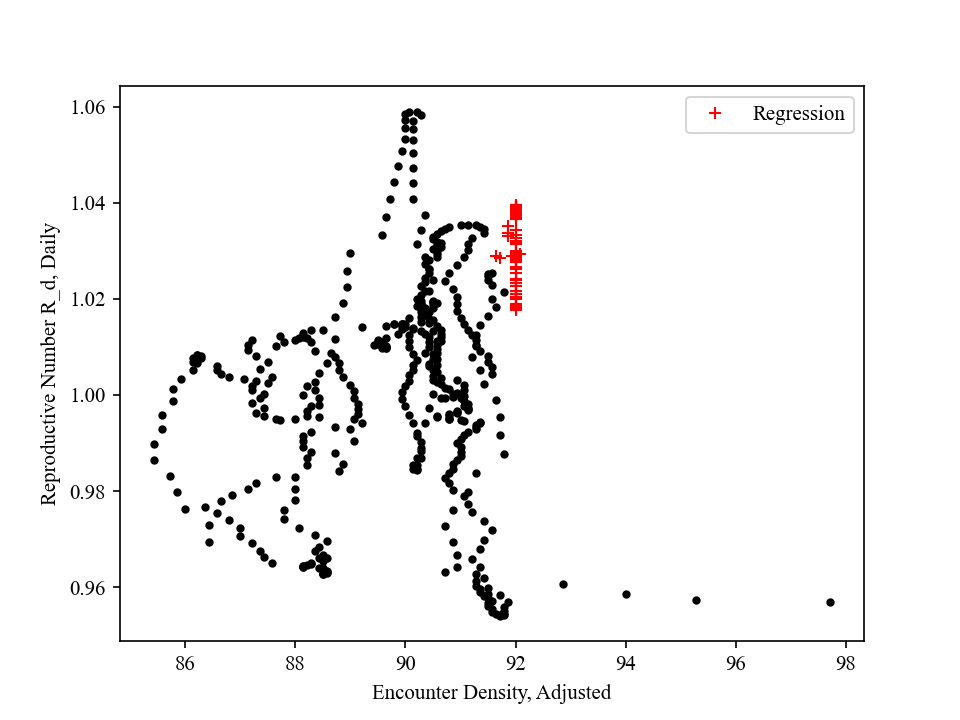 Regression
1.06
1.04
1.02
1.00
0.98
0.96
Reproductive Number R_d, Daily
86 88 90 92 94 96 98
Encounter Density, Adjusted